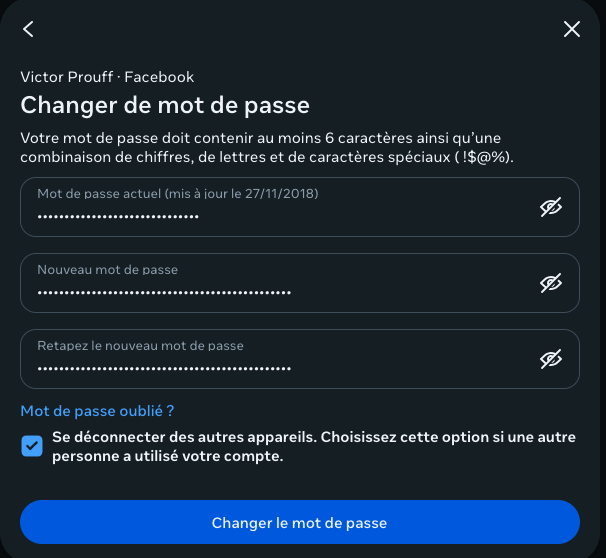 Victor Prouff · Facebook
Changer de mot de passe
Votre mot de passe doit contenir au moins 6 caractères ainsi qu’une
combinaison de chiffres, de lettres et de caractères spéciaux ( !$@%).
Mot de passe actuel (mis à jour le 27/11/2018)
••••••••••••••••••••••••••••••
Nouveau mot de passe
•••••••••••••••••••••••••••••••••••••••••••••••
Retapez le nouveau mot de passe
•••••••••••••••••••••••••••••••••••••••••••••••
Mot de passe oublié ?
Se déconnecter des autres appareils. Choisissez cette option si une autre
personne a utilisé votre compte.
Changer le mot de passe